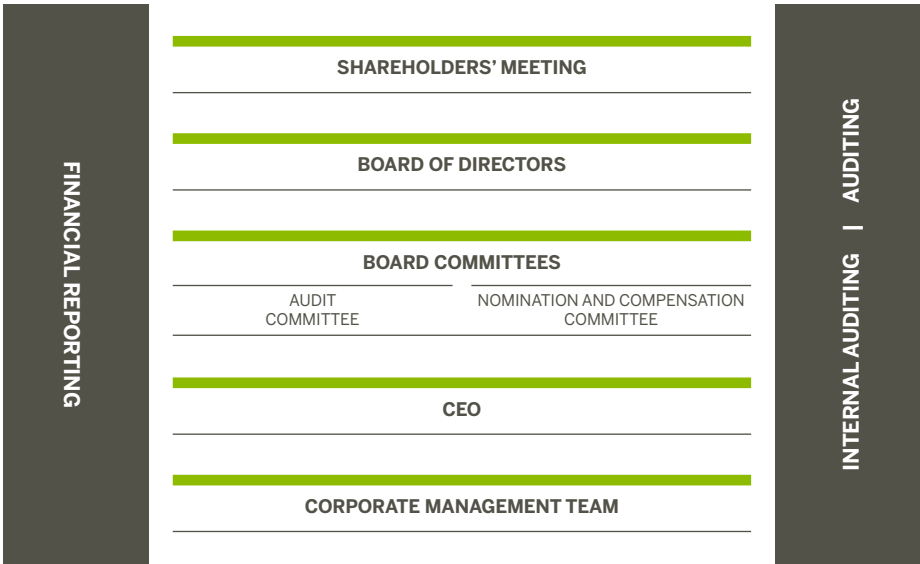 FINANCIAL REPORTING
SHAREHOLDERS’ MEETING
BOARD OF DIRECTORS
BOARD COMMITTEES
AUDIT
COMMITTEE
NOMINATION AND COMPENSATION
COMMITTEE
CEO
CORPORATE MANAGEMENT TEAM
INTERNAL AUDITING | AUDITING